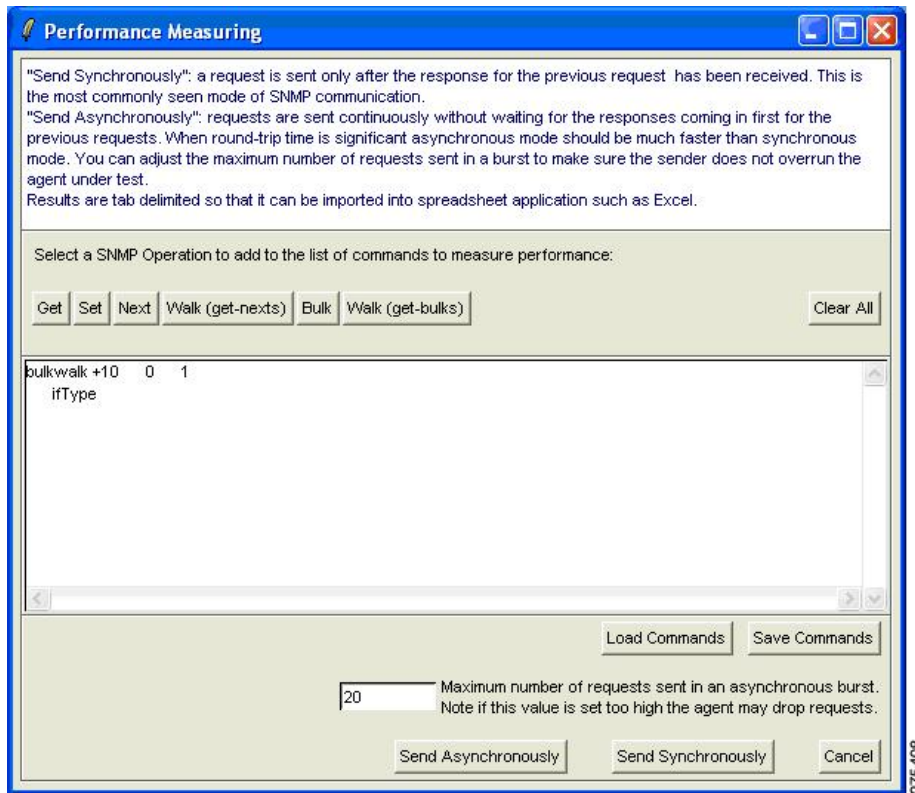 Performance Measuring
"Send Synchronously": a request is sent only after the response for the previous request has been received. This is
the most commonly seen mode of SNMP communication.
"Send Asynchronously": requests are sent continuously without waiting for the responses coming in first for the
previous requests. When round-trip time is significant asynchronous mode should be much faster than synchronous
mode. You can adjust the maximum number of requests sent in a burst to make sure the sender does not overrun the
agent under test.
Results are tab delimited so that it can be imported into spreadsheet application such as Excel.
Select a SNMP Operation to add to the list of commands to measure performance:
Get Set Next Walk (get-nexts) Bulk Walk (get-bulks) Clear All
bulkwalk +10 0 1
ifType
Load Commands Save Commands
20 Maximum number of requests sent in an asynchronous burst.
Note if this value is set too high the agent may drop requests.
Send Asynchronously Send Synchronously Cancel